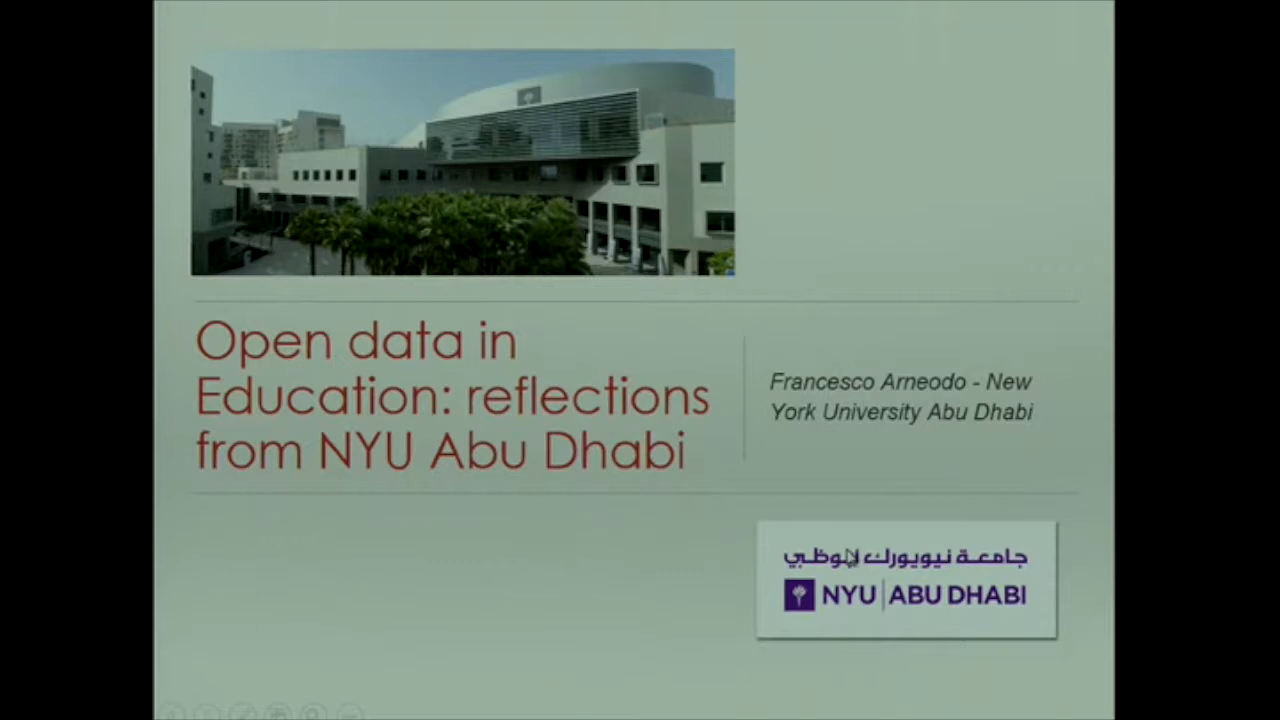 Open data in
Education: reflections
from NYU Abu Dhabi
Francesco Arneodo - New
York University Abu Dhabi
جامعـة نيويورك أبوظبي
NYU ABU DHABI